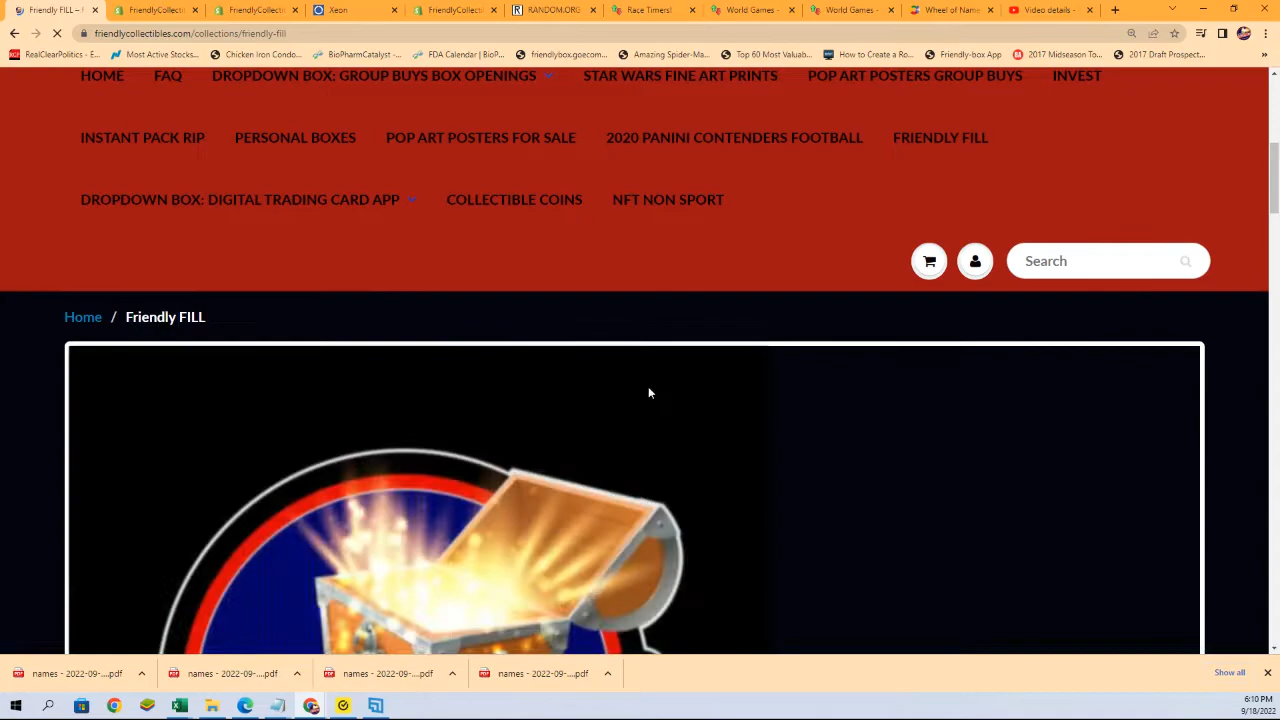 Friendly FILL –
FriendlyCollecti
FriendlyCollecti
Xeon
FriendlyCollecti
RANDOM.ORG
Race Timers!
World Games -
World Games -
Wheel of Name
Video details -
friendlycollectibles.com/collections/friendly-fill
RealClearPolitics - E...
Most Active Stocks...
Chicken Iron Condo...
BioPharmCatalyst -...
FDA Calendar | BioP...
friendlybox.goecom...
Amazing Spider-Ma...
Top 60 Most Valuab...
How to Create a Ro...
Friendly-box App
2017 Midseason To...
2017 Draft Prospect...
HOME FAQ DROPDOWN BOX: GROUP BUYS BOX OPENINGS STAR WARS FINE ART PRINTS POP ART POSTERS GROUP BUYS INVEST
INSTANT PACK RIP PERSONAL BOXES POP ART POSTERS FOR SALE 2020 PANINI CONTENDERS FOOTBALL FRIENDLY FILL
DROPDOWN BOX: DIGITAL TRADING CARD APP COLLECTIBLE COINS NFT NON SPORT
Search
Home / Friendly FILL
names - 2022-09-....pdf names - 2022-09-....pdf names - 2022-09-....pdf names - 2022-09-....pdf Show all
6:10 PM
9/18/2022